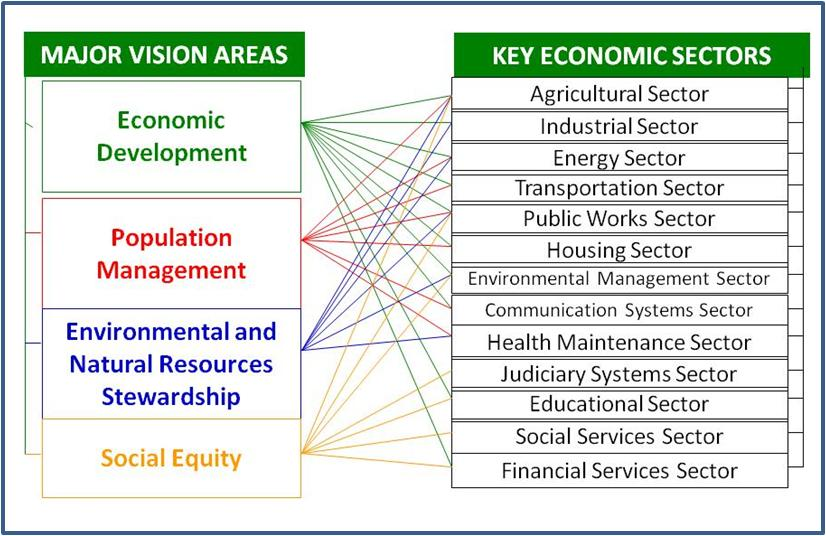 MAJOR VISION AREAS
Economic
Development
Population
Management
Environmental and
Natural Resources
Stewardship
Social Equity
KEY ECONOMIC SECTORS
Agricultural Sector
Industrial Sector
Energy Sector
Transportation Sector
Public Works Sector
Housing Sector
Environmental Management Sector
Communication Systems Sector
Health Maintenance Sector
Judiciary Systems Sector
Educational Sector
Social Services Sector
Financial Services Sector